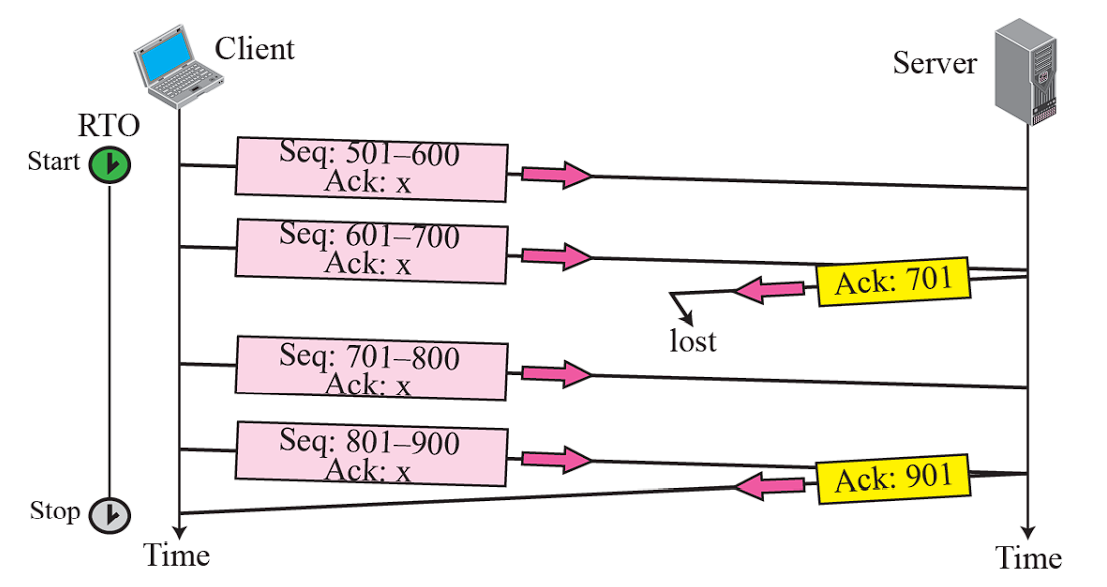 Client
Server
RTO
Start
Seq: 501–600
Ack: x
Seq: 601–700
Ack: x
Ack: 701
lost
Seq: 701–800
Ack: x
Seq: 801–900
Ack: x
Ack: 901
Stop
Time
Time